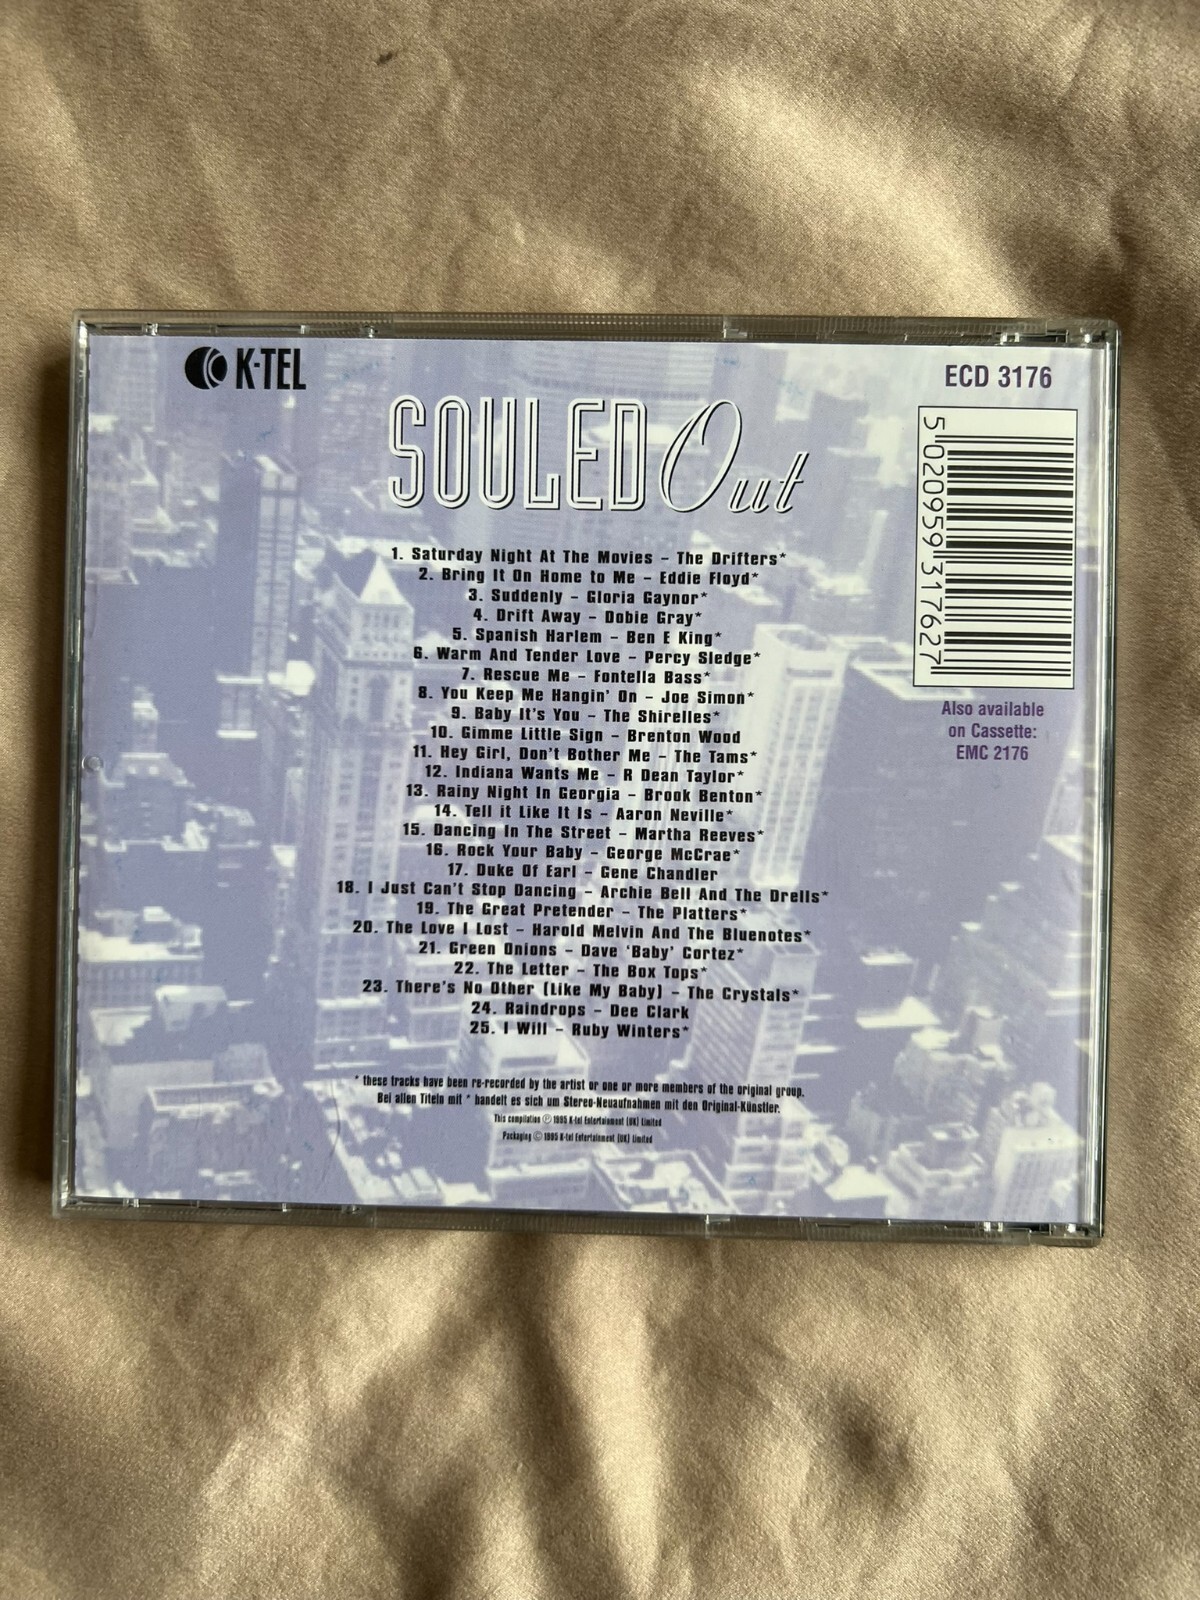 K-TEL
ECD 3176
SOULED Out
5 020959 317627
Also available
on Cassette:
EMC 2176
1. Saturday Night At The Movies – The Drifters*
2. Bring It On Home to Me – Eddie Floyd*
3. Suddenly – Gloria Gaynor*
4. Drift Away – Dobie Gray*
5. Spanish Harlem – Ben E King*
6. Warm And Tender Love – Percy Sledge*
7. Rescue Me – Fontella Bass*
8. You Keep Me Hangin' On – Joe Simon*
9. Baby It's You – The Shirelles*
10. Gimme Little Sign – Brenton Wood
11. Hey Girl, Don't Bother Me – The Tams*
12. Indiana Wants Me – R Dean Taylor*
13. Rainy Night In Georgia – Brook Benton*
14. Tell it Like It Is – Aaron Neville*
15. Dancing In The Street – Martha Reeves*
16. Rock Your Baby – George McCrae*
17. Duke Of Earl – Gene Chandler
18. I Just Can't Stop Dancing – Archie Bell And The Drells*
19. The Great Pretender – The Platters*
20. The Love I Lost – Harold Melvin And The Bluenotes*
21. Green Onions – Dave 'Baby' Cortez*
22. The Letter – The Box Tops*
23. There's No Other (Like My Baby) – The Crystals*
24. Raindrops – Dee Clark
25. I Will – Ruby Winters*
* these tracks have been re-recorded by the artist or one or more members of the original group.
Bei allen Titeln mit * handelt es sich um Stereo-Neuaufnahmen mit den Original-Künstler.
This compilation ℗ 1995 K-tel Entertainment (UK) Limited
Packaging © 1995 K-tel Entertainment (UK) Limited